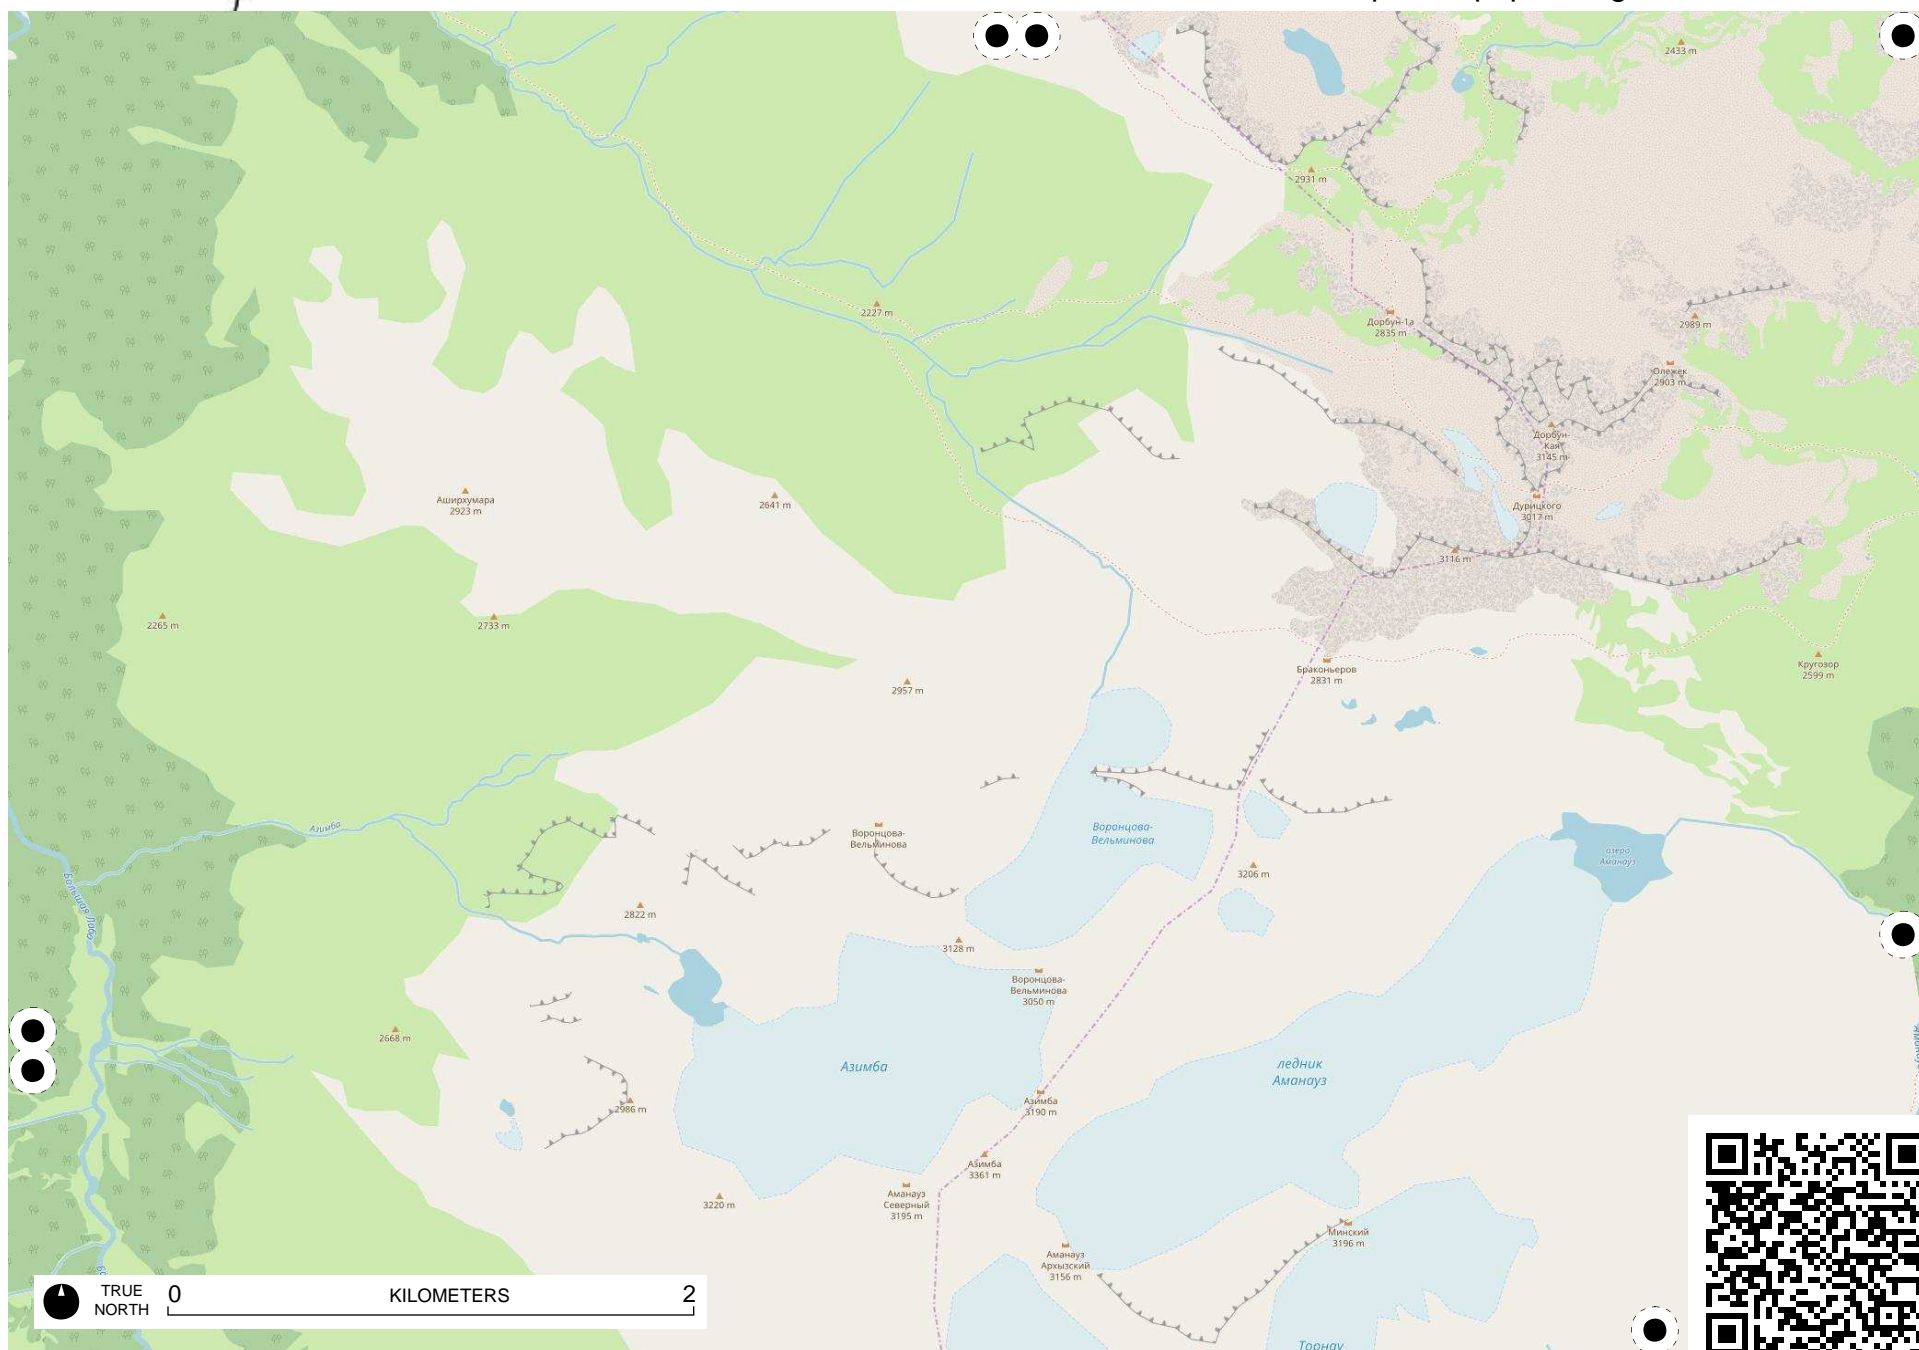 2433 m
2931 m
2227 m
Дорбун-1а
2835 m
2989 m
Олежек
2903 m
Дорбун-
Кая
3145 m
Аширхумара
2923 m
2641 m
Дурицкого
3017 m
3116 m
2265 m
2733 m
Браконьеров
2831 m
Кругозор
2599 m
2957 m
Азимба
Воронцова-
Вельминова
Воронцова-
Вельминова
озеро
Аманауз
3206 m
Большая Лаба
2822 m
3128 m
Воронцова-
Вельминова
3050 m
2668 m
Азимба
ледник
Аманауз
2986 m
Азимба
3190 m
Азимба
3361 m
3220 m
Аманауз
Северный
3195 m
Минский
3196 m
Аманауз
Архызский
3156 m
TRUE
NORTH
0 KILOMETERS 2
Торнау